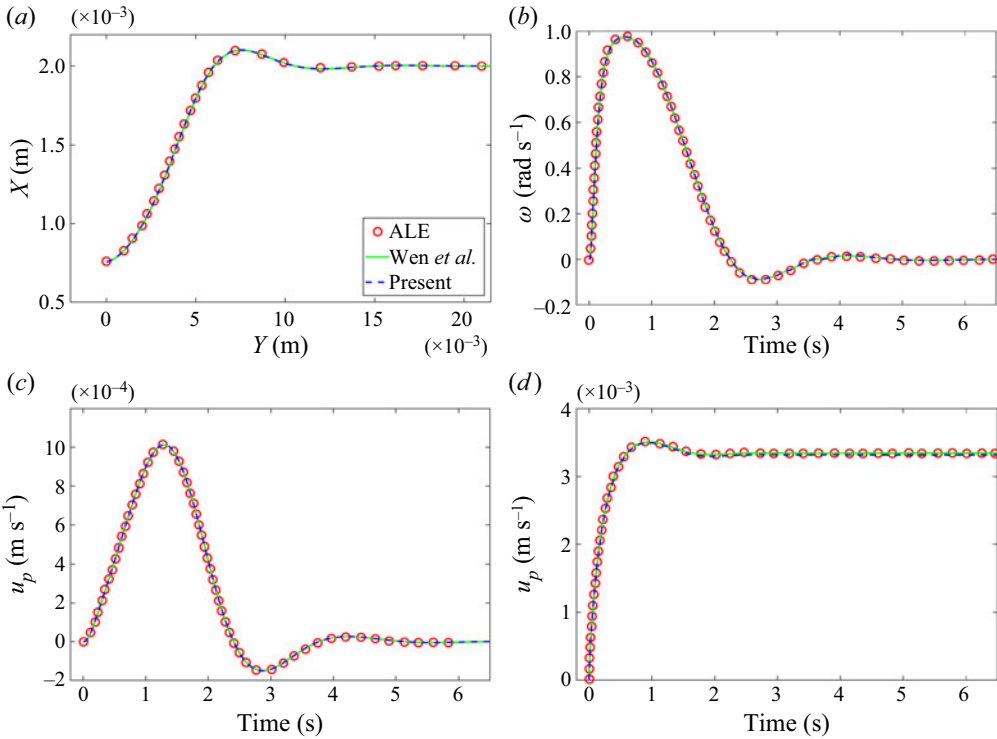 (a) (×10⁻³)
2.0
1.5
1.0
0.5
X (m)
0 5 10 15 20
Y (m) (×10⁻³)
ALE
Wen et al.
Present
(b)
1.0
0.8
0.6
0.4
0.2
0
–0.2
ω (rad s⁻¹)
0 1 2 3 4 5 6
Time (s)
(c) (×10⁻⁴)
10
8
6
4
2
0
–2
u_p (m s⁻¹)
0 1 2 3 4 5 6
Time (s)
(d) (×10⁻³)
4
3
2
1
0
u_p (m s⁻¹)
0 1 2 3 4 5 6
Time (s)